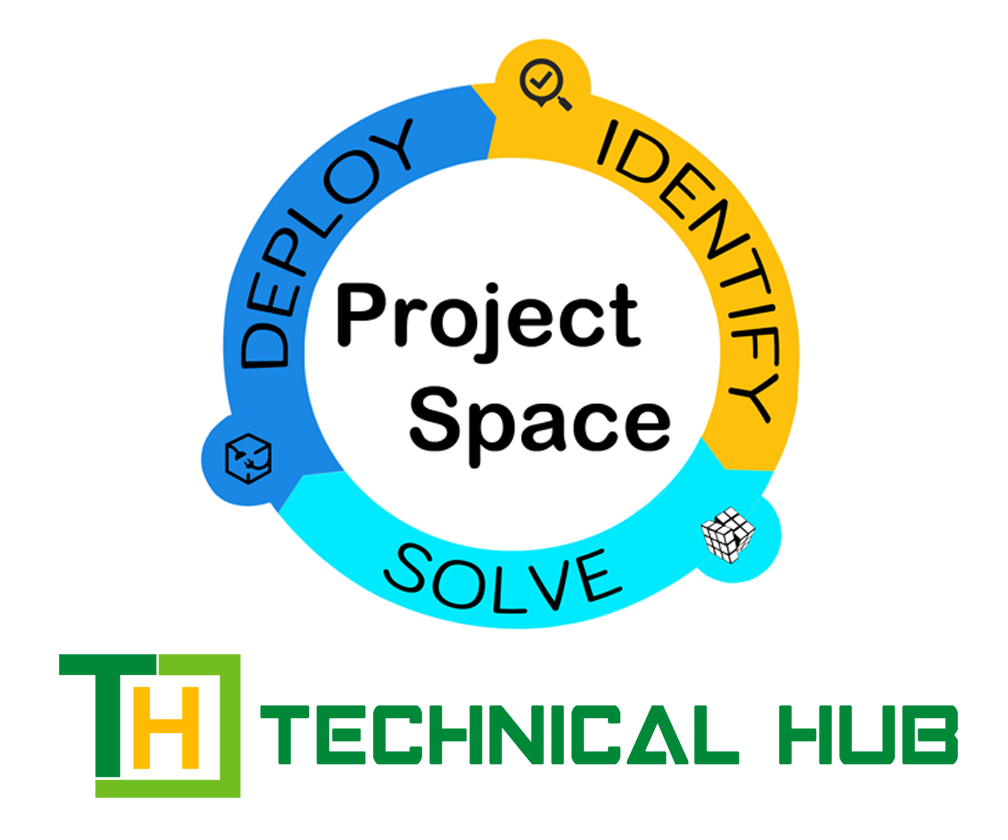 DEPLOY
IDENTIFY
Project
Space
SOLVE
TH TECHNICAL HUB